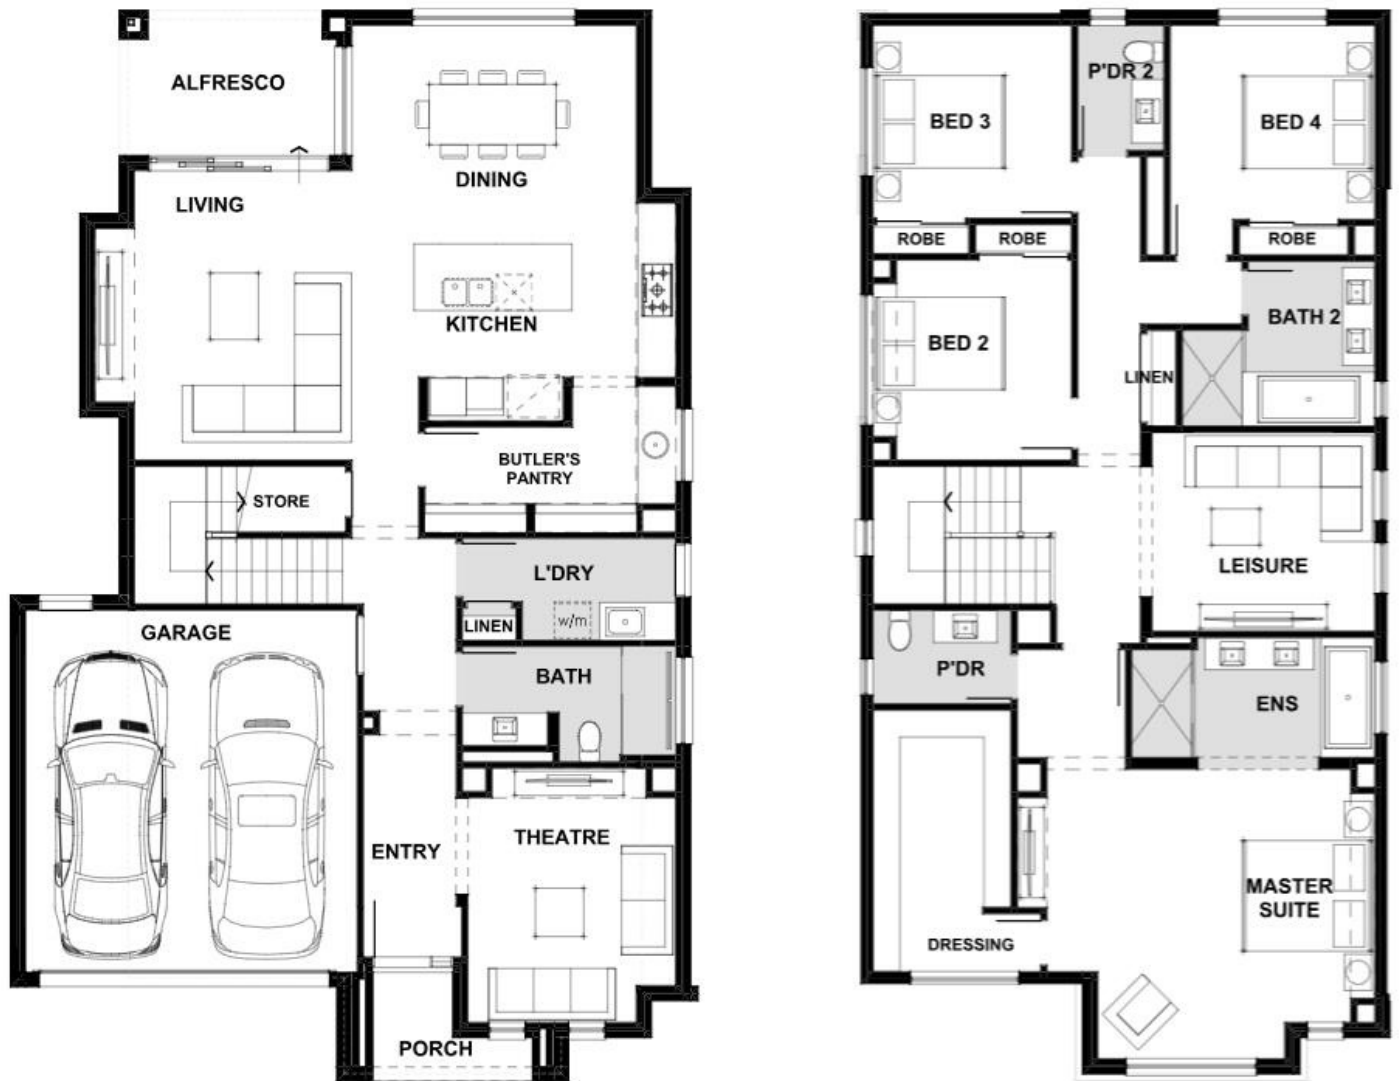 ALFRESCO
DINING
LIVING
KITCHEN
BUTLER'S
PANTRY
STORE
L'DRY
LINEN
w/m
GARAGE
BATH
ENTRY
THEATRE
PORCH
P'DR 2
BED 3
BED 4
ROBE
ROBE
ROBE
BED 2
BATH 2
LINEN
LEISURE
P'DR
ENS
MASTER
SUITE
DRESSING